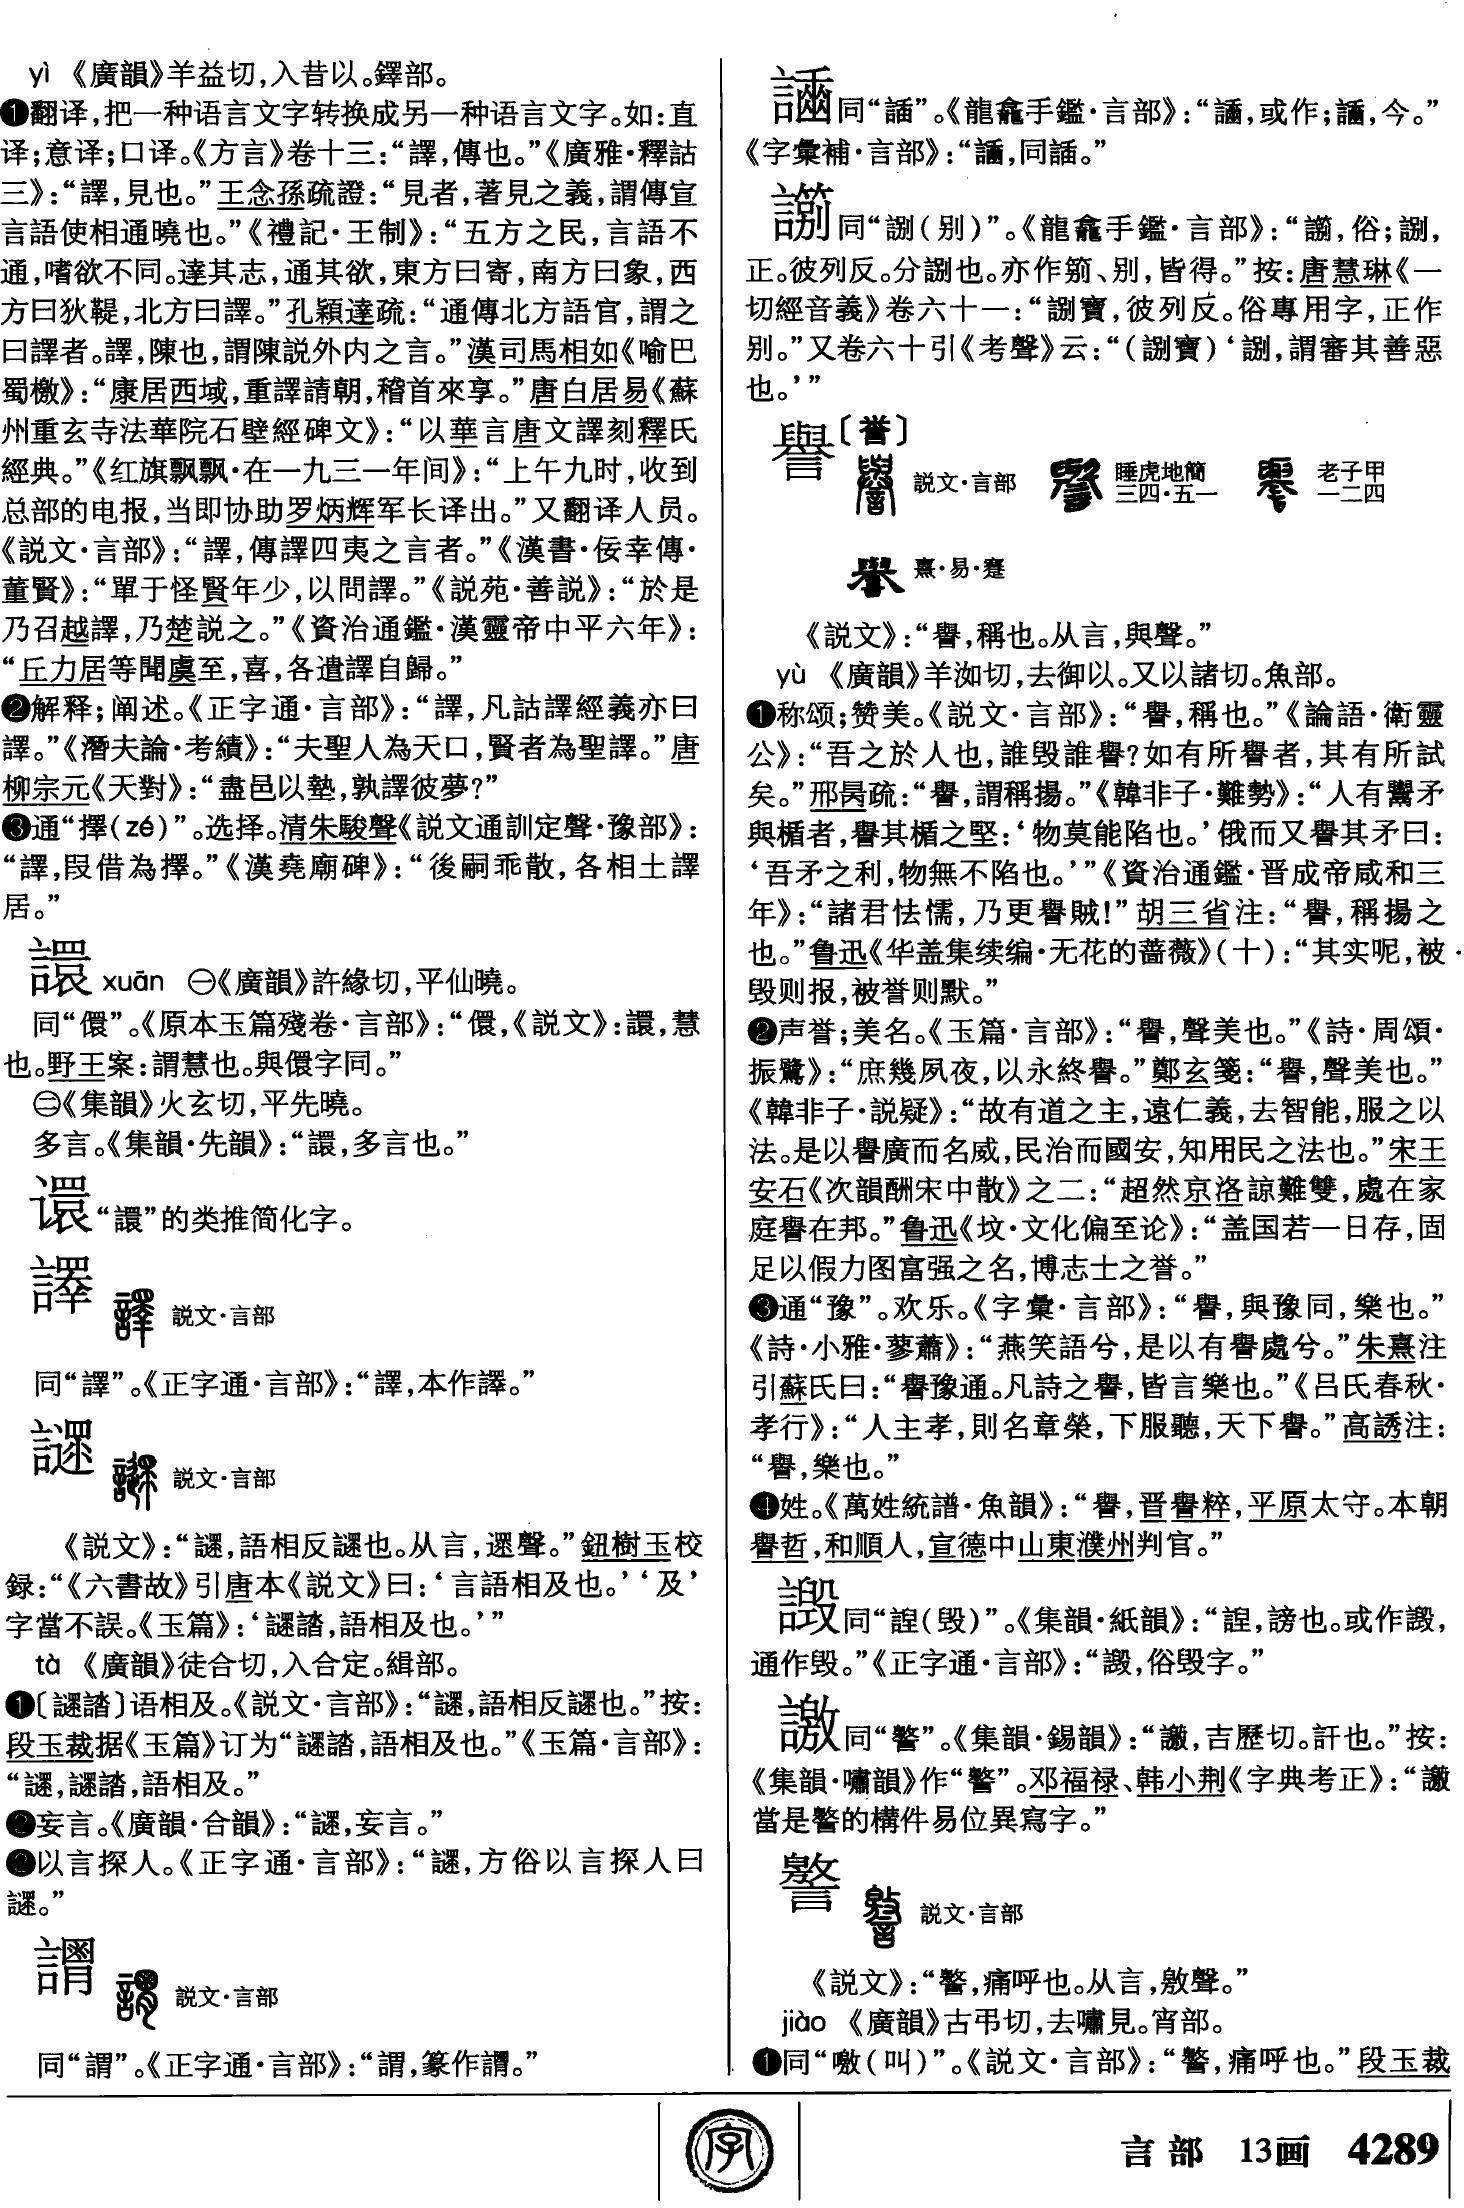 yì 《廣韻》羊益切，入昔以。鐸部。
❶翻译，把一种语言文字转换成另一种语言文字。如：直
译；意译；口译。《方言》卷十三：“譯，傳也。”《廣雅·釋詁
三》：“譯，見也。”王念孫疏證：“見者，著見之義，謂傳宣
言語使相通曉也。”《禮記·王制》：“五方之民，言語不
通，嗜欲不同。達其志，通其欲，東方曰寄，南方曰象，西
方曰狄鞮，北方曰譯。”孔穎達疏：“通傳北方語官，謂之
曰譯者。譯，陳也，謂陳説外内之言。”漢司馬相如《喻巴
蜀檄》：“康居西域，重譯請朝，稽首來享。”唐白居易《蘇
州重玄寺法華院石壁經碑文》：“以華言唐文譯刻釋氏
經典。”《红旗飘飘·在一九三一年间》：“上午九时，收到
总部的电报，当即协助罗炳辉军长译出。”又翻译人员。
《説文·言部》：“譯，傳譯四夷之言者。”《漢書·佞幸傳·
董賢》：“單于怪賢年少，以問譯。”《説苑·善説》：“於是
乃召越譯，乃楚説之。”《資治通鑑·漢靈帝中平六年》：
“丘力居等聞虞至，喜，各遣譯自歸。”
❷解释；阐述。《正字通·言部》：“譯，凡詁譯經義亦曰
譯。”《潛夫論·考績》：“夫聖人為天口，賢者為聖譯。”唐
柳宗元《天對》：“盡邑以墊，孰譯彼夢？”
❸通“擇(zé)”。选择。清朱駿聲《説文通訓定聲·豫部》：
“譯，叚借為擇。”《漢堯廟碑》：“後嗣乖散，各相土譯
居。”
譞 xuān ㊀《廣韻》許緣切，平仙曉。
同“儇”。《原本玉篇殘卷·言部》：“儇，《説文》：譞，慧
也。野王案：謂慧也。與儇字同。”
㊁《集韻》火玄切，平先曉。
多言。《集韻·先韻》：“譞，多言也。”
“譞”的类推简化字。
説文·言部
同“譯”。《正字通·言部》：“譯，本作譯。”
謎 説文·言部
《説文》：“謎，語相反謎也。从言，遝聲。”鈕樹玉校
録：“《六書故》引唐本《説文》曰：‘言語相及也。’‘及’
字當不誤。《玉篇》：‘謎誻，語相及也。’”
tà 《廣韻》徒合切，入合定。緝部。
❶〔謎誻〕语相及。《説文·言部》：“謎，語相反謎也。”按：
段玉裁据《玉篇》订为“謎誻，語相及也。”《玉篇·言部》：
“謎，謎誻，語相及。”
❷妄言。《廣韻·合韻》：“謎，妄言。”
❷以言探人。《正字通·言部》：“謎，方俗以言探人曰
謎。”
説文·言部
同“謂”。《正字通·言部》：“謂，篆作謂。”
同“諙”。《龍龕手鑑·言部》：“，或作；，今。”
《字彙補·言部》：“，同諙。”
同“䚹(别)”。《龍龕手鑑·言部》：“，俗；，
正。彼列反。分也。亦作箣、别，皆得。”按：唐慧琳《一
切經音義》卷六十一：“寶，彼列反。俗專用字，正作
别。”又卷六十引《考聲》云：“(寶)‘，謂審其善惡
也。’”
譽〔誉〕
説文·言部 睡虎地簡三四·五一 老子甲一二四
熹·易·蹇
《説文》：“譽，稱也。从言，與聲。”
yù 《廣韻》羊洳切，去御以。又以諸切。魚部。
❶称颂；赞美。《説文·言部》：“譽，稱也。”《論語·衛靈
公》：“吾之於人也，誰毁誰譽？如有所譽者，其有所試
矣。”邢昺疏：“譽，謂稱揚。”《韓非子·難勢》：“人有鬻矛
與楯者，譽其楯之堅：‘物莫能陷也。’俄而又譽其矛曰：
‘吾矛之利，物無不陷也。’”《資治通鑑·晋成帝咸和三
年》：“諸君怯懦，乃更譽賊！”胡三省注：“譽，稱揚之
也。”鲁迅《华盖集续编·无花的蔷薇》(十)：“其实呢，被
毁则报，被誉则默。”
❷声誉；美名。《玉篇·言部》：“譽，聲美也。”《詩·周頌·
振鷺》：“庶幾夙夜，以永終譽。”鄭玄箋：“譽，聲美也。”
《韓非子·説疑》：“故有道之主，遠仁義，去智能，服之以
法。是以譽廣而名威，民治而國安，知用民之法也。”宋王
安石《次韻酬宋中散》之二：“超然京洛諒難雙，處在家
庭譽在邦。”鲁迅《坟·文化偏至论》：“盖国若一日存，固
足以假力图富强之名，博志士之誉。”
❸通“豫”。欢乐。《字彙·言部》：“譽，與豫同，樂也。”
《詩·小雅·蓼蕭》：“燕笑語兮，是以有譽處兮。”朱熹注
引蘇氏曰：“譽豫通。凡詩之譽，皆言樂也。”《吕氏春秋·
孝行》：“人主孝，則名章榮，下服聽，天下譽。”高誘注：
“譽，樂也。”
❹姓。《萬姓統譜·魚韻》：“譽，晋譽粹，平原太守。本朝
譽哲，和順人，宣德中山東濮州判官。”
譭同“諻(毁)”。《集韻·紙韻》：“諻，謗也。或作譭，
通作毁。”《正字通·言部》：“譭，俗毁字。”
譤同“警”。《集韻·錫韻》：“譤，吉歷切。訐也。”按：
《集韻·嘯韻》作“警”。邓福禄、韩小荆《字典考正》：“譤
當是警的構件易位異寫字。”
警 説文·言部
《説文》：“警，痛呼也。从言，敫聲。”
jiào 《廣韻》古弔切，去嘯見。宵部。
❶同“噭(叫)”。《説文·言部》：“警，痛呼也。”段玉裁
字
言部 13画 4289